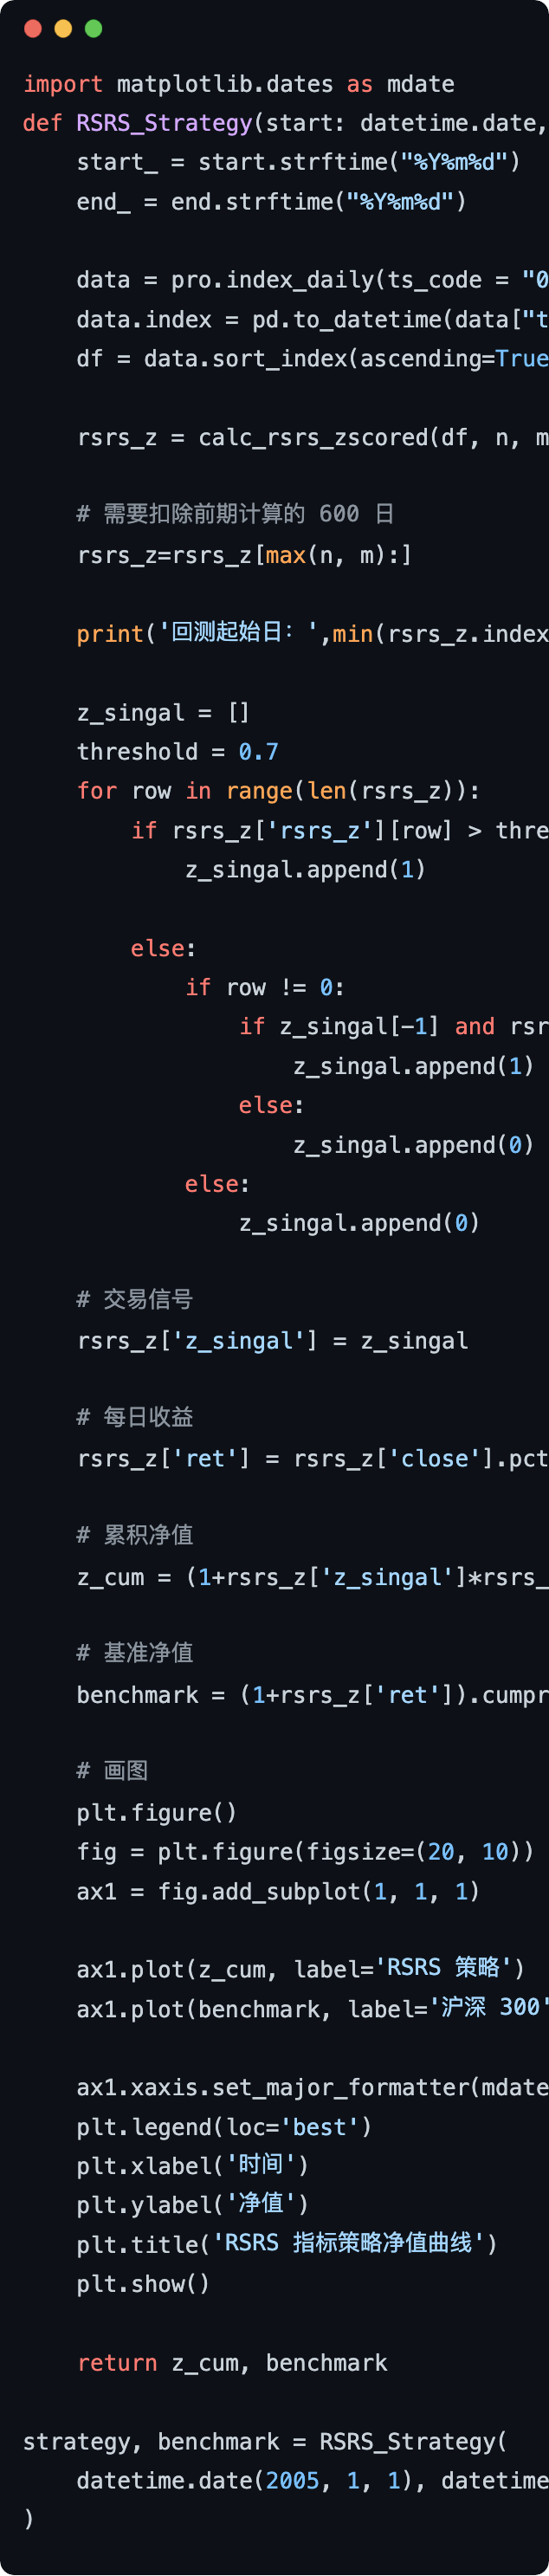 import matplotlib.dates as mdate
def RSRS_Strategy(start: datetime.date,
    start_ = start.strftime("%Y%m%d")
    end_ = end.strftime("%Y%m%d")

    data = pro.index_daily(ts_code = "0
    data.index = pd.to_datetime(data["t
    df = data.sort_index(ascending=True

    rsrs_z = calc_rsrs_zscored(df, n, m

    # 需要扣除前期计算的 600 日
    rsrs_z=rsrs_z[max(n, m):]

    print('回测起始日：',min(rsrs_z.index

    z_singal = []
    threshold = 0.7
    for row in range(len(rsrs_z)):
        if rsrs_z['rsrs_z'][row] > thre
            z_singal.append(1)

        else:
            if row != 0:
                if z_singal[-1] and rsr
                    z_singal.append(1)
                else:
                    z_singal.append(0)
            else:
                z_singal.append(0)

    # 交易信号
    rsrs_z['z_singal'] = z_singal

    # 每日收益
    rsrs_z['ret'] = rsrs_z['close'].pct

    # 累积净值
    z_cum = (1+rsrs_z['z_singal']*rsrs_

    # 基准净值
    benchmark = (1+rsrs_z['ret']).cumpr

    # 画图
    plt.figure()
    fig = plt.figure(figsize=(20, 10))
    ax1 = fig.add_subplot(1, 1, 1)

    ax1.plot(z_cum, label='RSRS 策略')
    ax1.plot(benchmark, label='沪深 300'

    ax1.xaxis.set_major_formatter(mdate
    plt.legend(loc='best')
    plt.xlabel('时间')
    plt.ylabel('净值')
    plt.title('RSRS 指标策略净值曲线')
    plt.show()

    return z_cum, benchmark

strategy, benchmark = RSRS_Strategy(
    datetime.date(2005, 1, 1), datetime
)